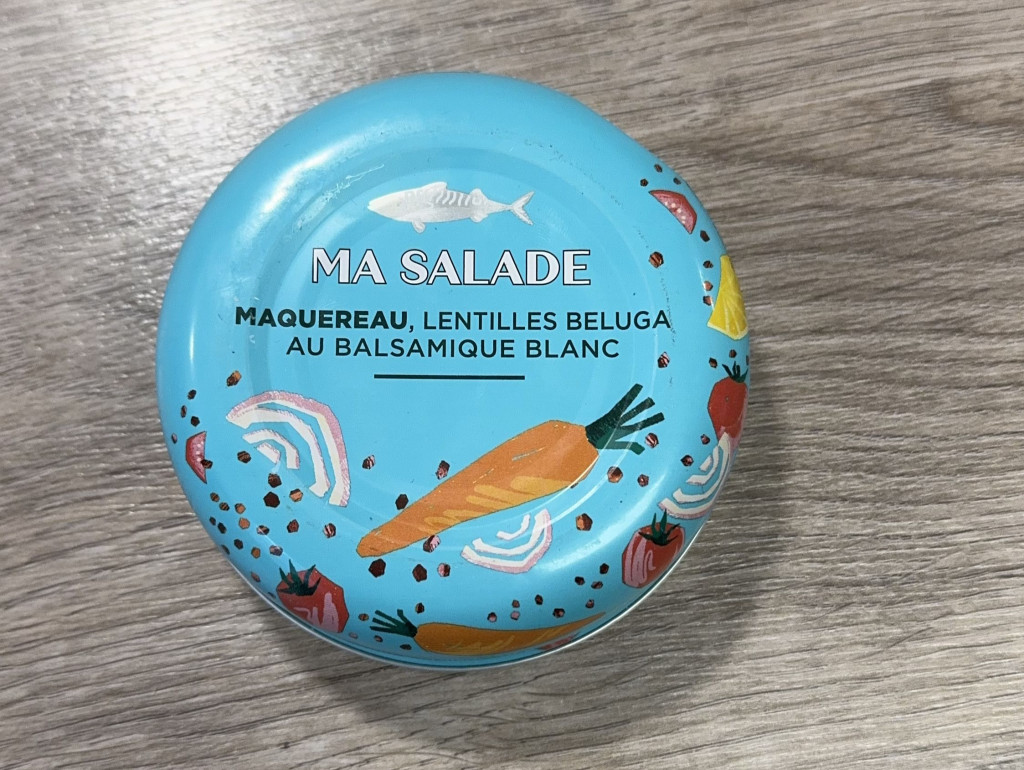 MA SALADE
MAQUEREAU, LENTILLES BELUGA
AU BALSAMIQUE BLANC